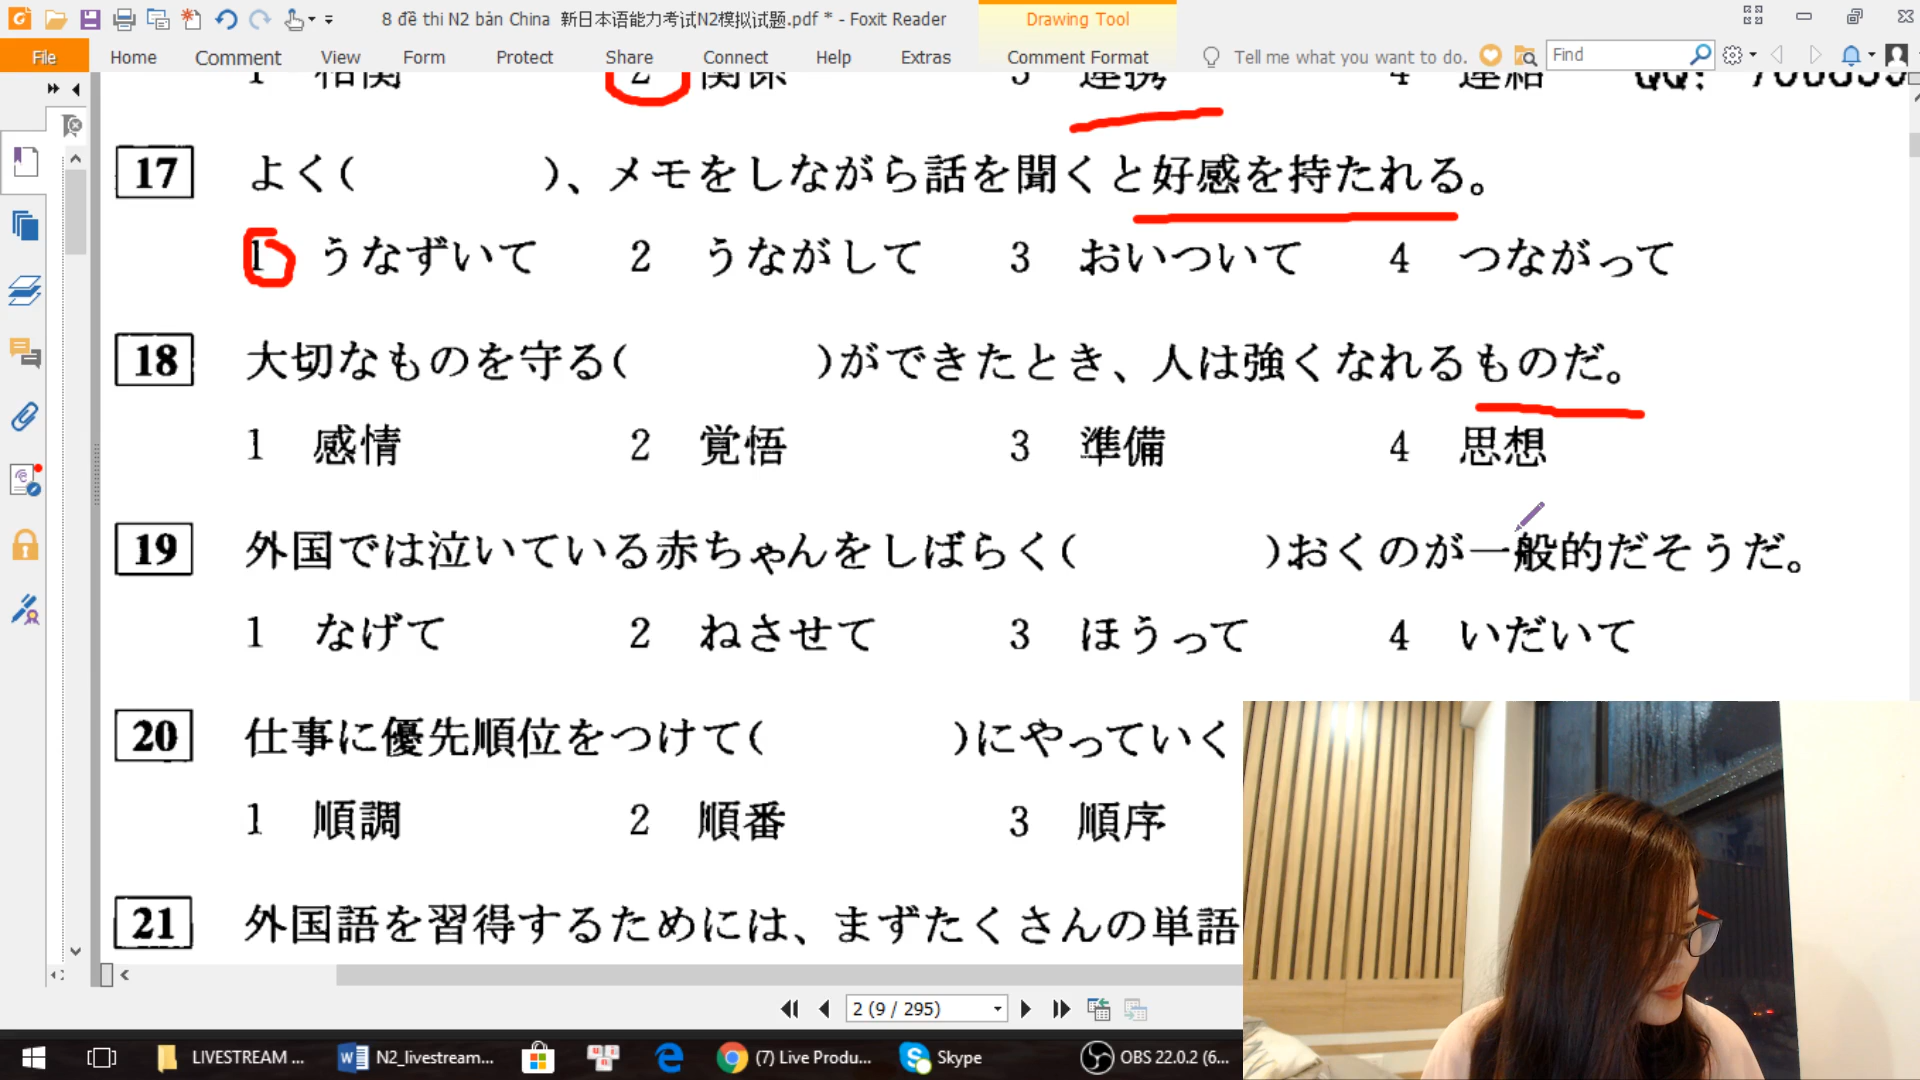 8 đề thi N2 bản China 新日本语能力考试N2模拟试题.pdf * - Foxit Reader
Drawing Tool
File Home Comment View Form Protect Share Connect Help Extras Comment Format Tell me what you want to do. Find
1 相関 2 関係 3 連携 4 連結
17 よく( )、メモをしながら話を聞くと好感を持たれる。
1 うなずいて 2 うながして 3 おいついて 4 つながって
18 大切なものを守る( )ができたとき、人は強くなれるものだ。
1 感情 2 覚悟 3 準備 4 思想
19 外国では泣いている赤ちゃんをしばらく( )おくのが一般的だそうだ。
1 なげて 2 ねさせて 3 ほうって 4 いだいて
20 仕事に優先順位をつけて( )にやっていく
1 順調 2 順番 3 順序
21 外国語を習得するためには、まずたくさんの単語
2 (9 / 295)
LIVESTREAM ... N2_livestream... (7) Live Produ... Skype OBS 22.0.2 (6...